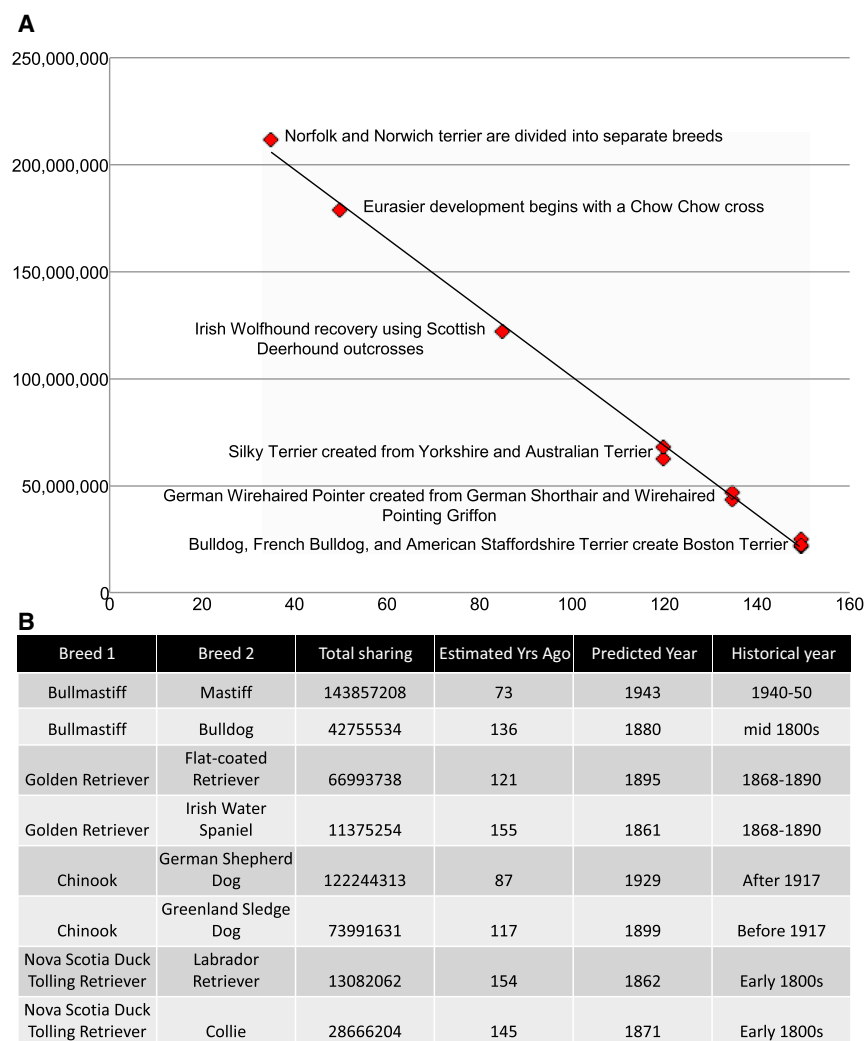 A
250,000,000
200,000,000
150,000,000
100,000,000
50,000,000
0
Norfolk and Norwich terrier are divided into separate breeds
Eurasier development begins with a Chow Chow cross
Irish Wolfhound recovery using Scottish
Deerhound outcrosses
Silky Terrier created from Yorkshire and Australian Terrier
German Wirehaired Pointer created from German Shorthair and Wirehaired
Pointing Griffon
Bulldog, French Bulldog, and American Staffordshire Terrier create Boston Terrier
0 20 40 60 80 100 120 140 160
B
Breed 1 Breed 2 Total sharing Estimated Yrs Ago Predicted Year Historical year
Bullmastiff Mastiff 143857208 73 1943 1940-50
Bullmastiff Bulldog 42755534 136 1880 mid 1800s
Flat-coated
Golden Retriever Retriever 66993738 121 1895 1868-1890
Irish Water
Golden Retriever Spaniel 11375254 155 1861 1868-1890
German Shepherd
Chinook Dog 122244313 87 1929 After 1917
Greenland Sledge
Chinook Dog 73991631 117 1899 Before 1917
Nova Scotia Duck Labrador
Tolling Retriever Retriever 13082062 154 1862 Early 1800s
Nova Scotia Duck
Tolling Retriever Collie 28666204 145 1871 Early 1800s